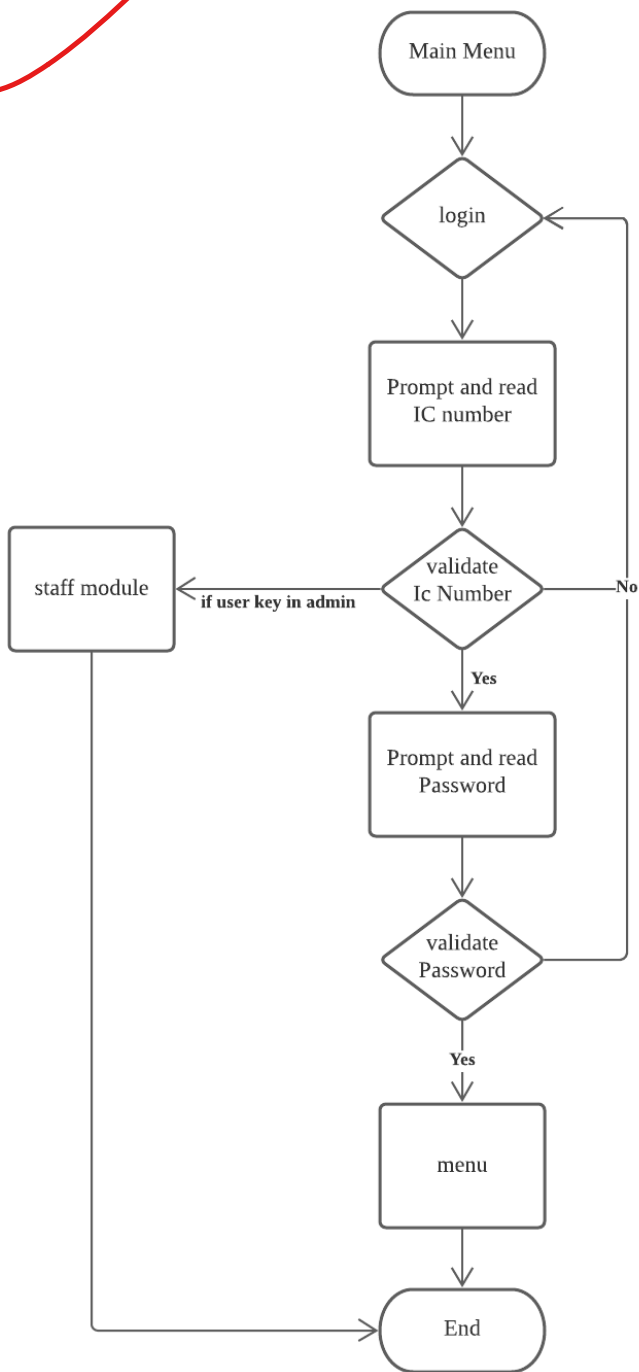 Main Menu
login
Prompt and read
IC number
validate
Ic Number
staff module
if user key in admin
No
Yes
Prompt and read
Password
validate
Password
Yes
menu
End